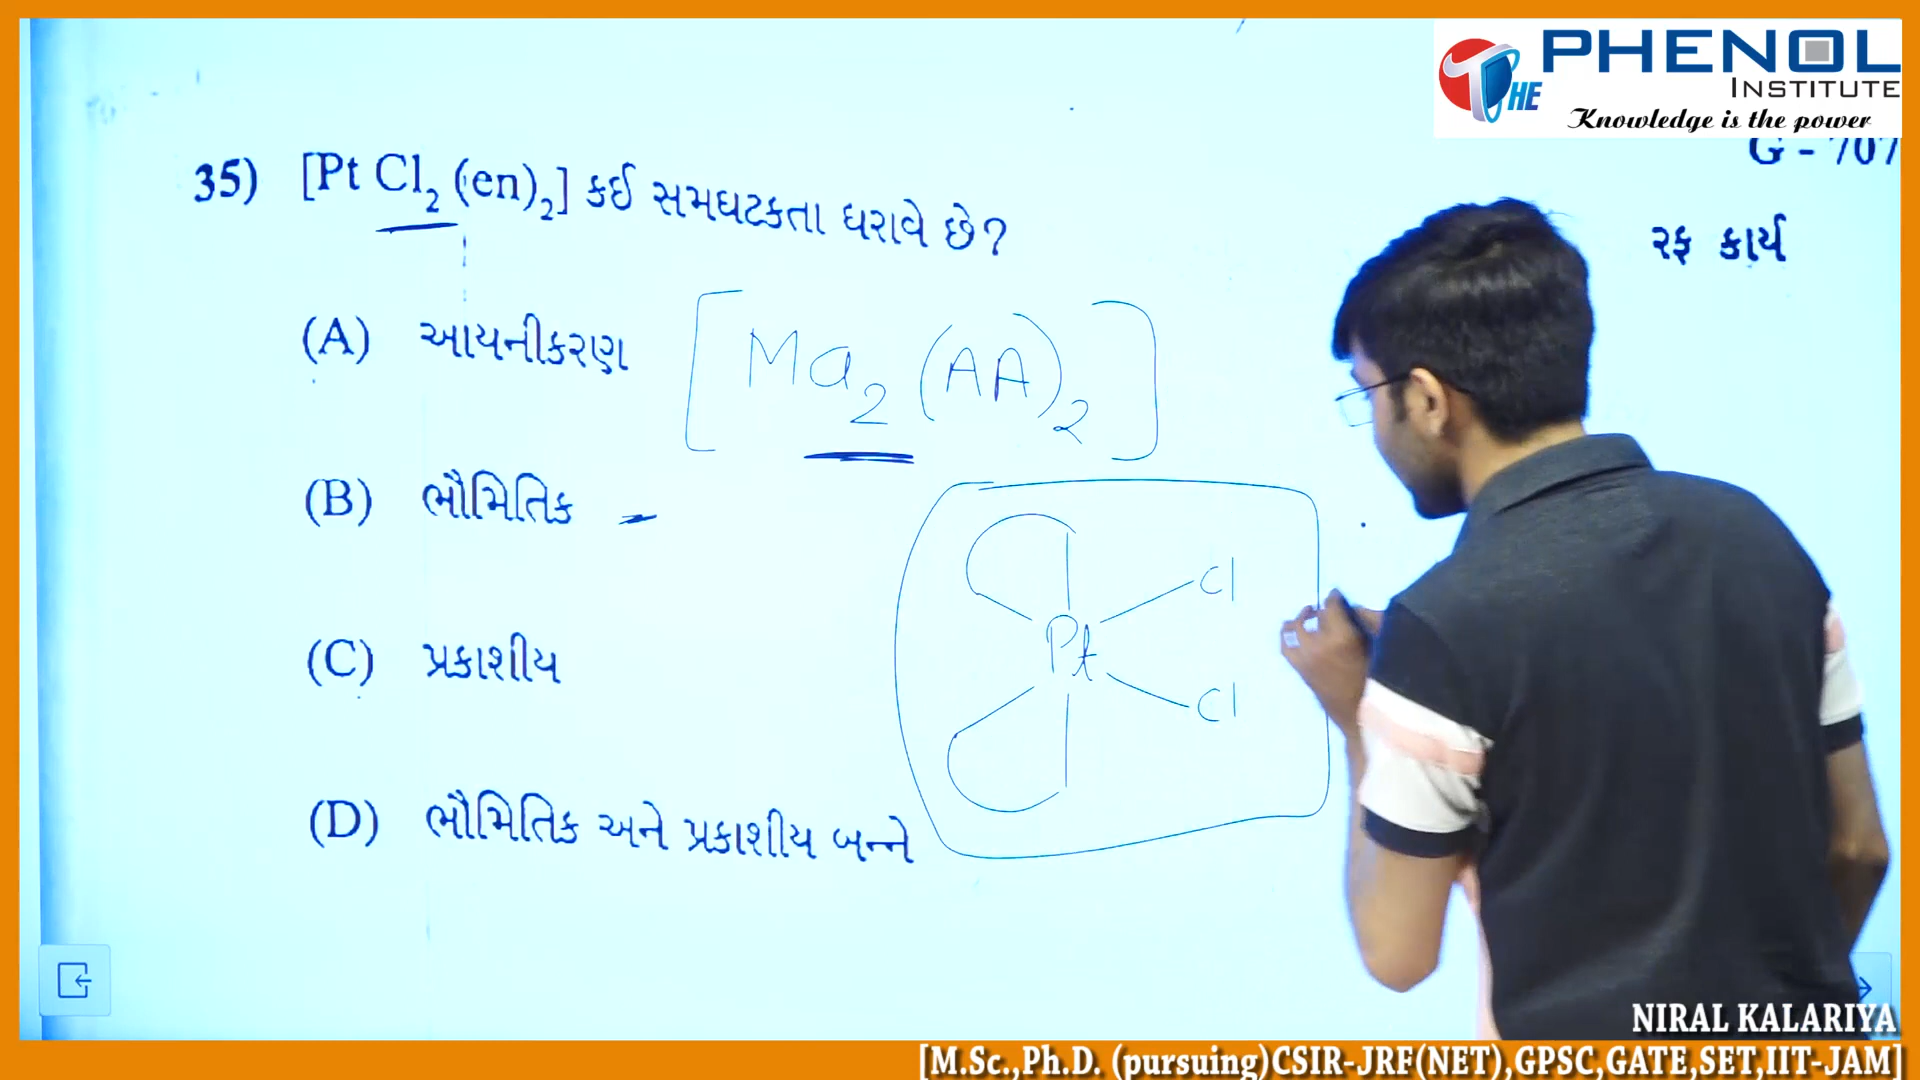 THE PHENOL
INSTITUTE
Knowledge is the power
G - 707
રફ કાર્ય
35) [Pt Cl₂ (en)₂] કઈ સમઘટકતા ધરાવે છે?
(A) આયનીકરણ
[Ma₂(AA)₂]
(B) ભૌમિતિક
Cl
Pt
Cl
(C) પ્રકાશીય
(D) ભૌમિતિક અને પ્રકાશીય બન્ને
NIRAL KALARIYA
[M.Sc.,Ph.D. (pursuing)CSIR-JRF(NET),GPSC,GATE,SET,IIT-JAM]